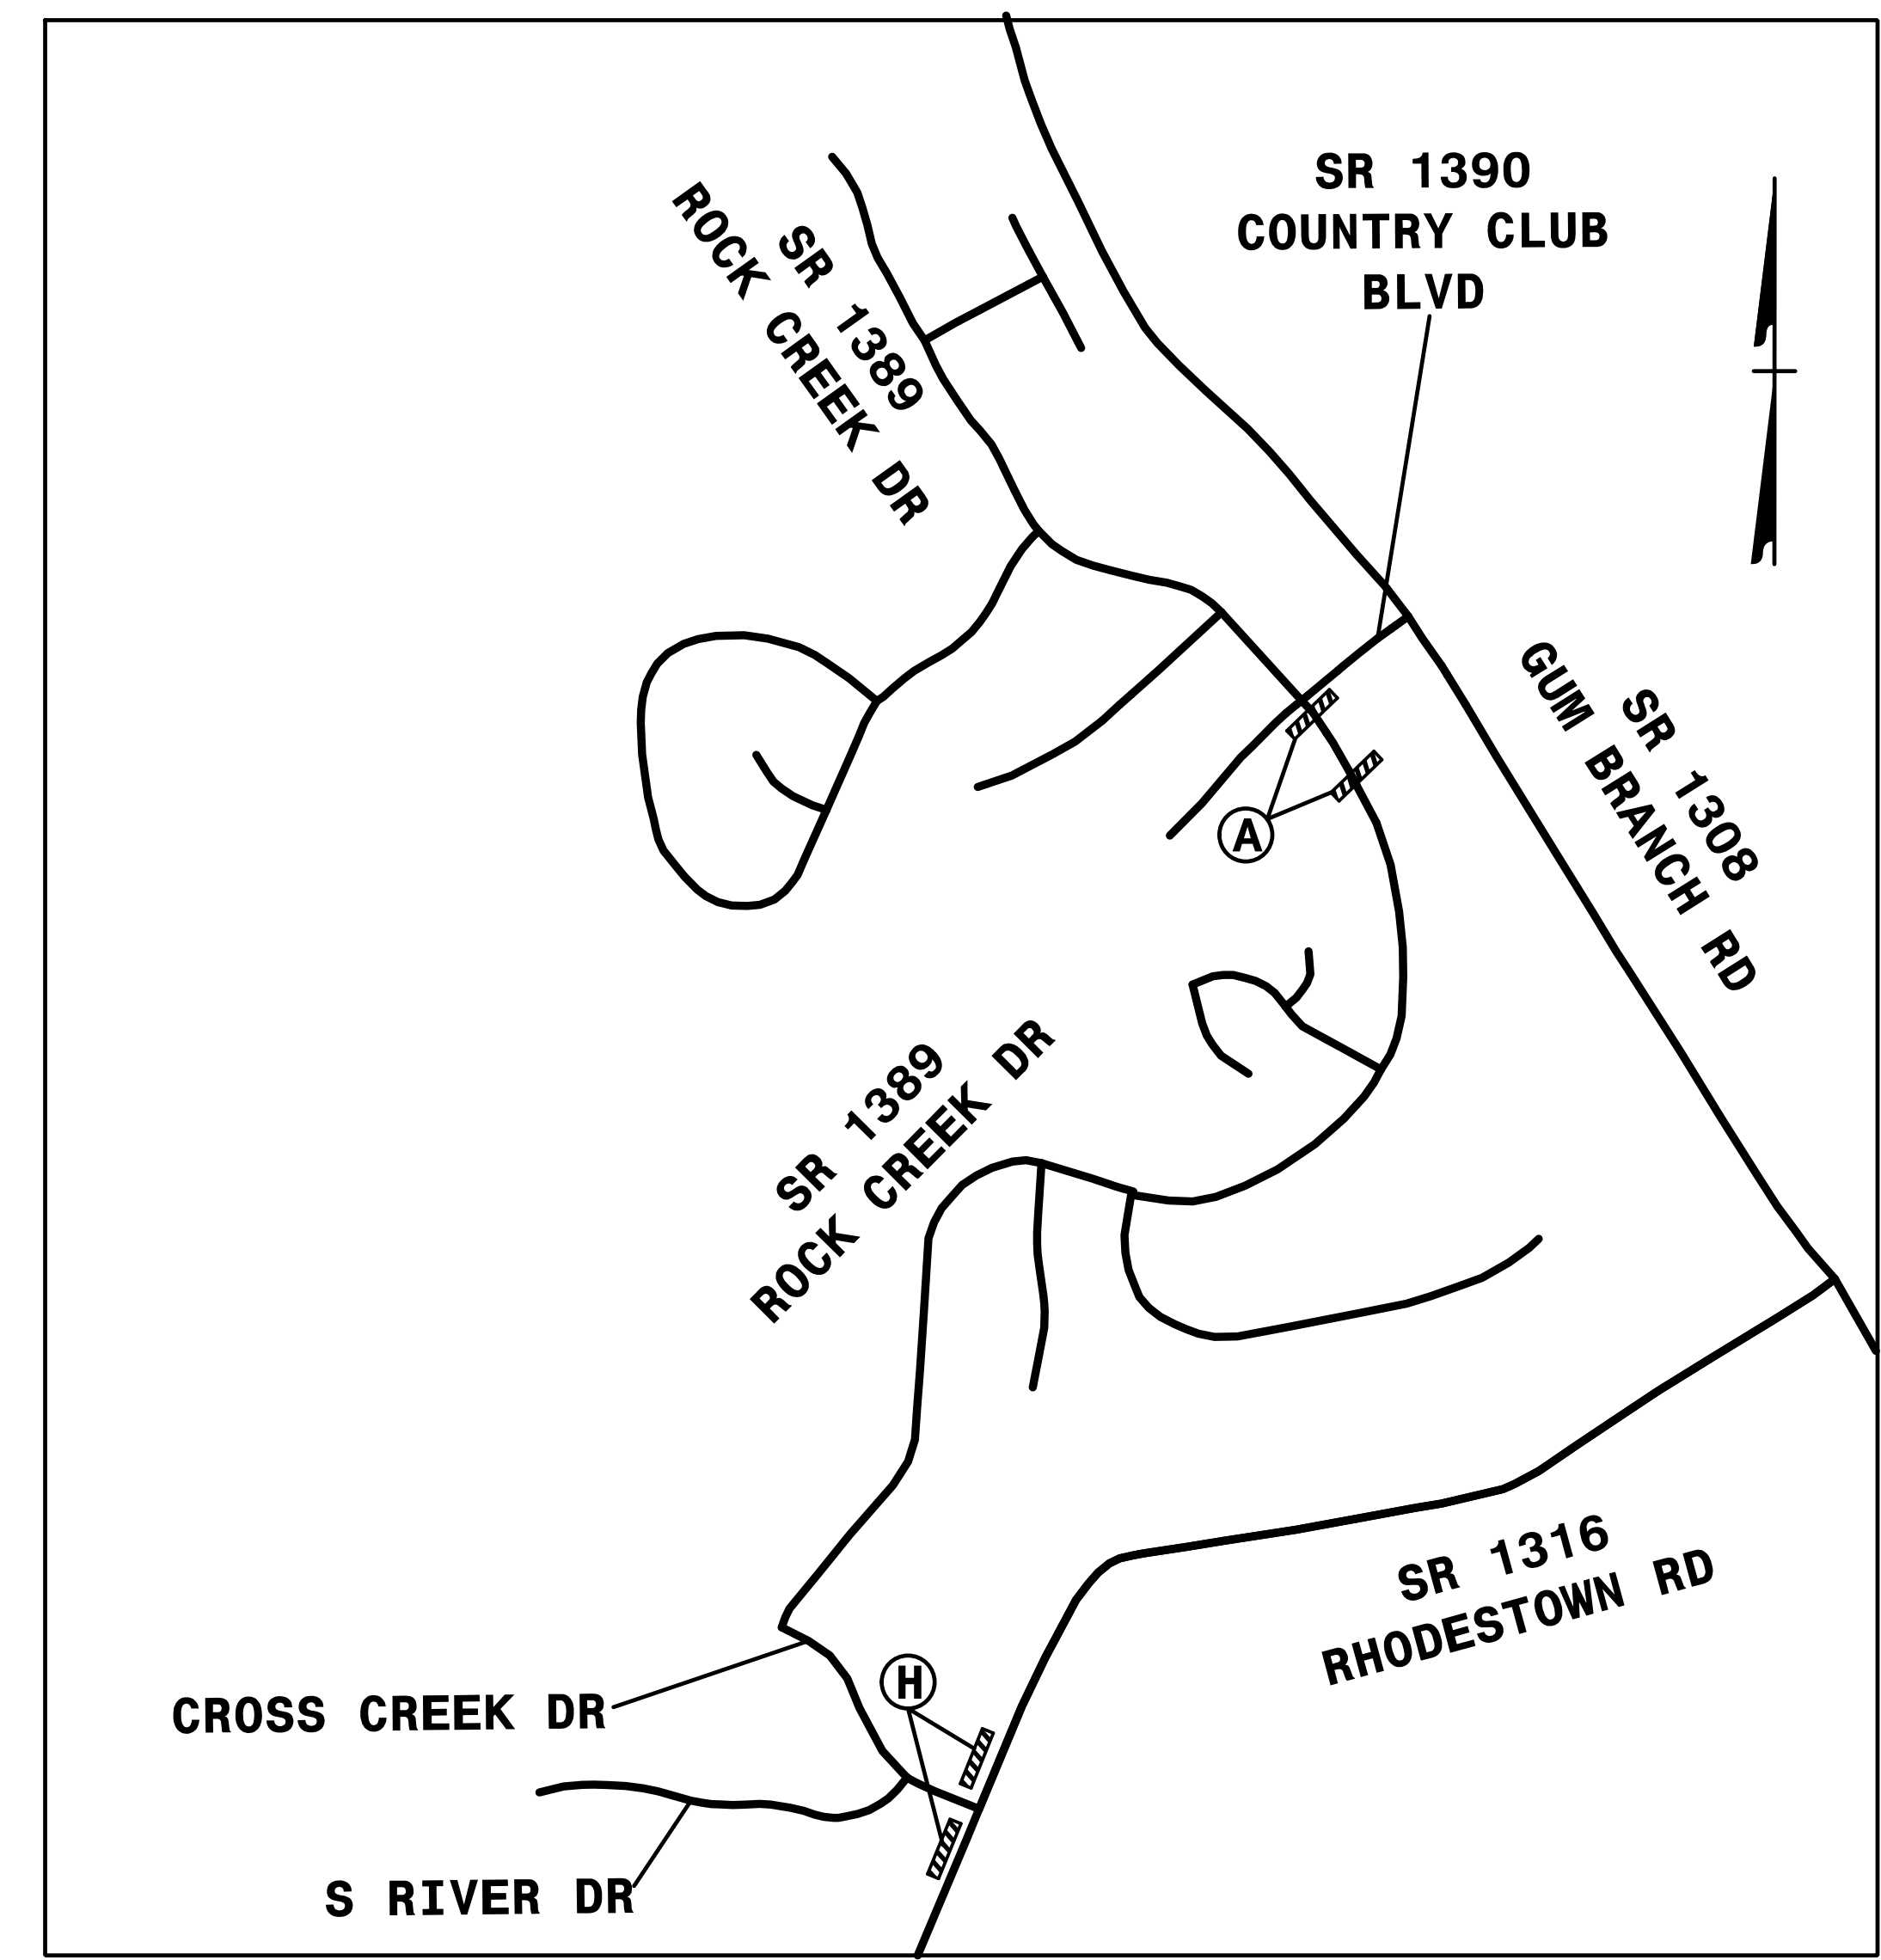 SR 1390
COUNTRY CLUB
BLVD
SR 1389
ROCK CREEK DR
SR 1308
GUM BRANCH RD
A
SR 1389
ROCK CREEK DR
SR 1316
RHODESTOWN RD
H
CROSS CREEK DR
S RIVER DR